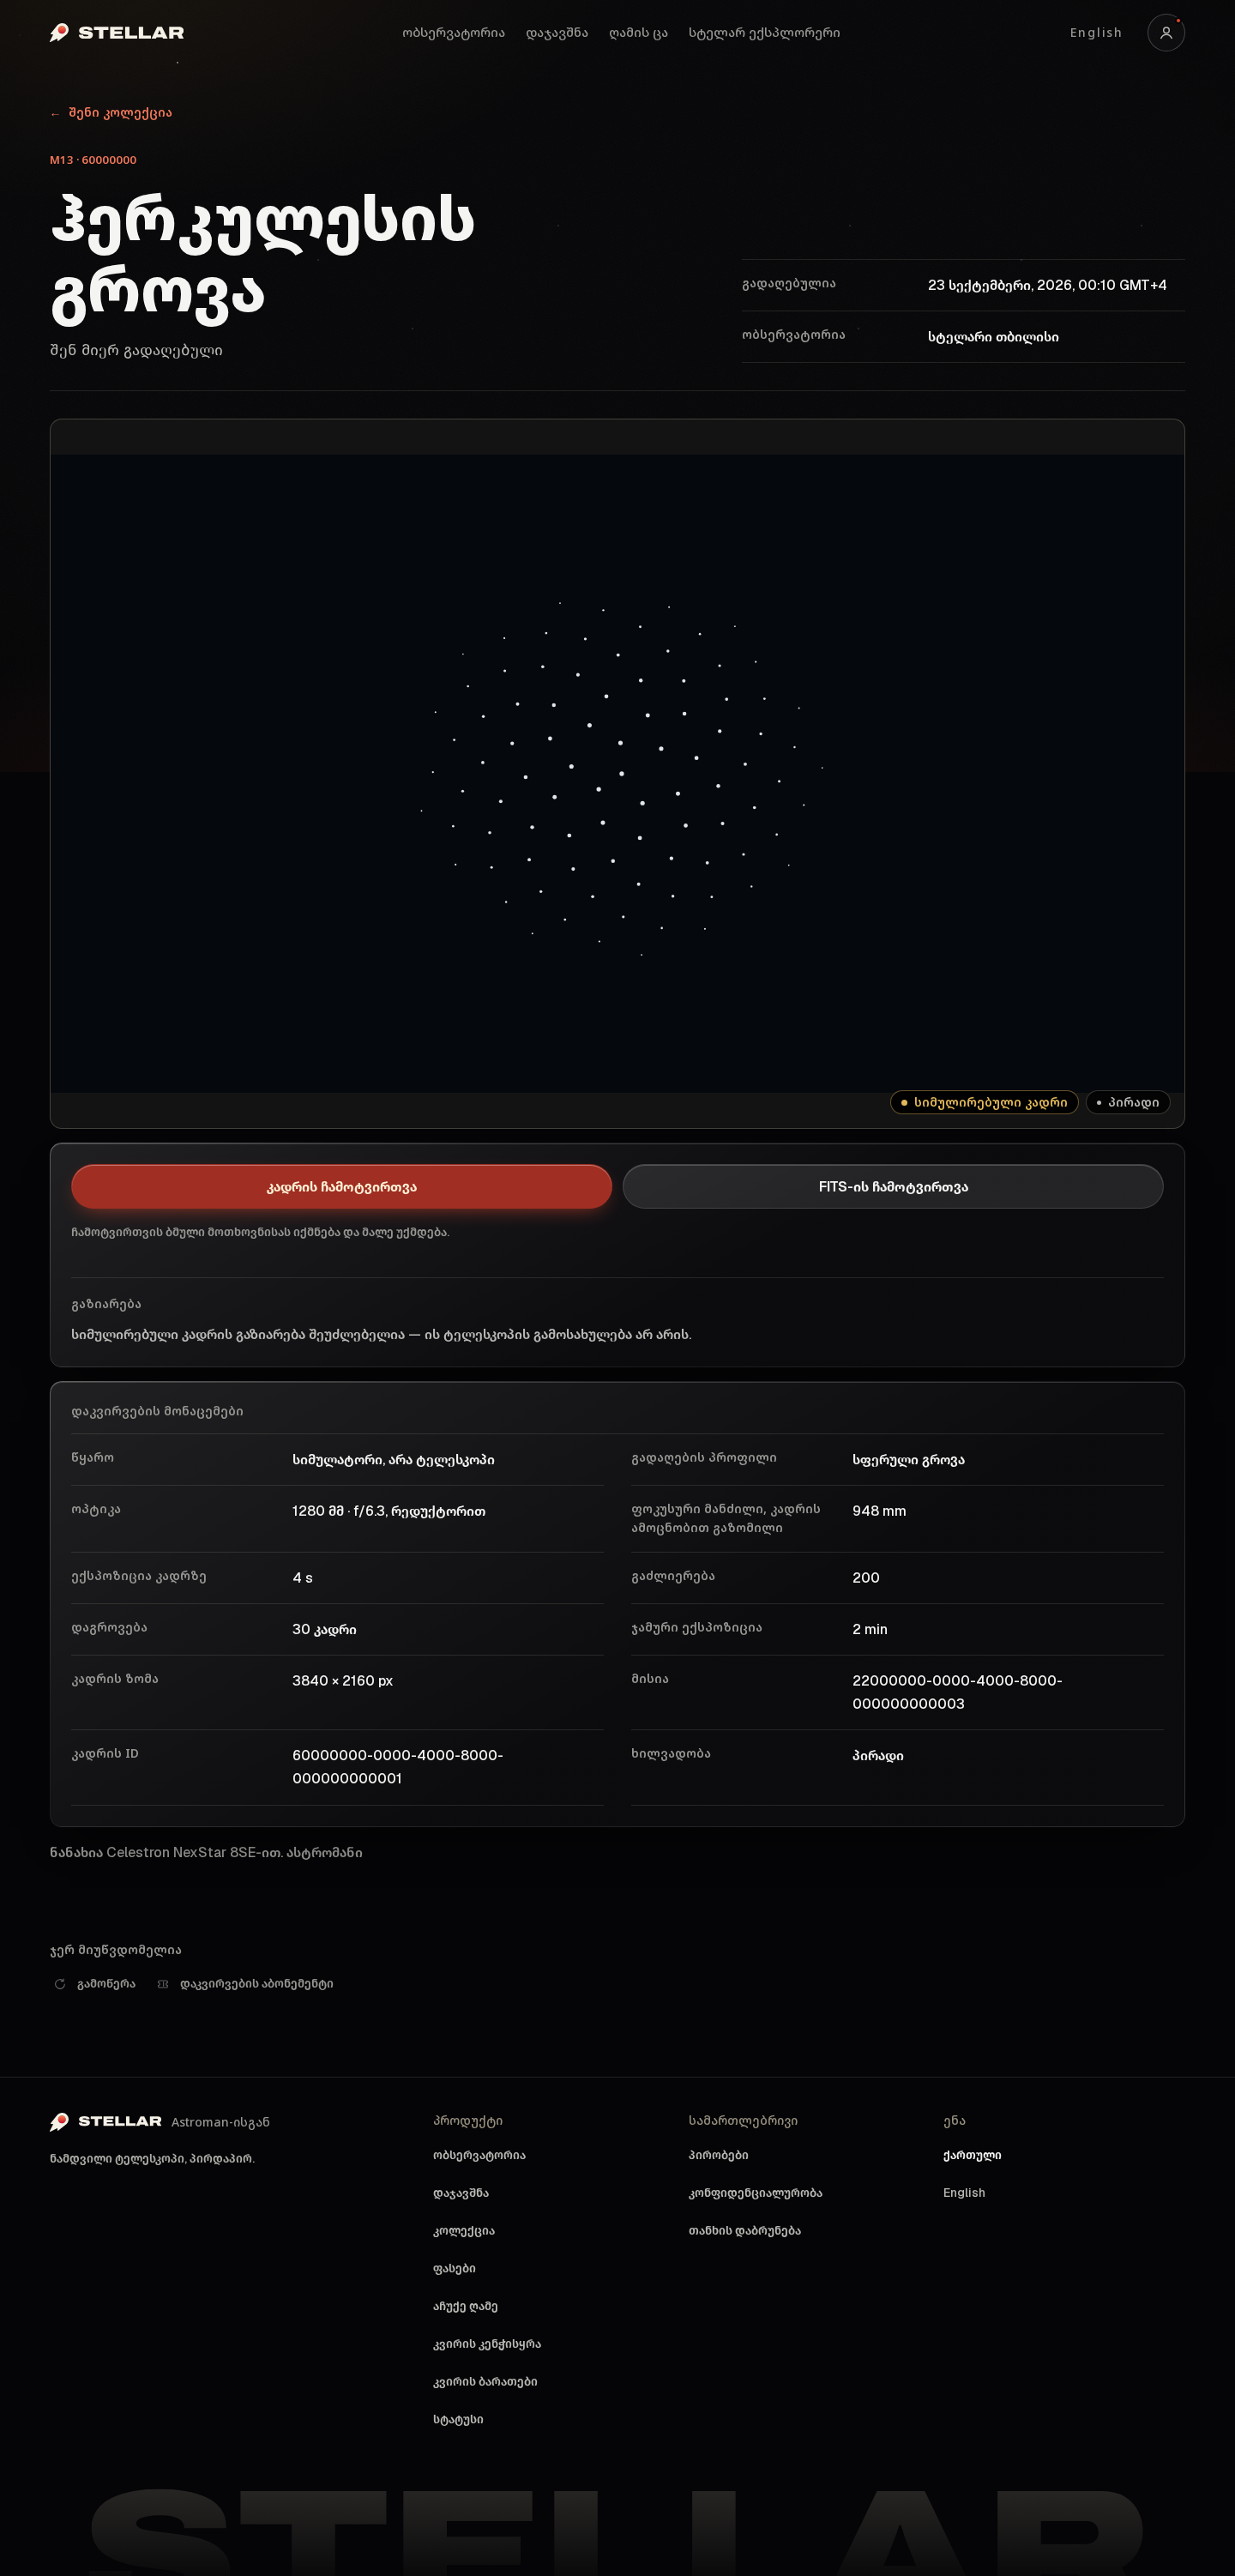 STELLAR
ობსერვატორია დაჯავშნა ღამის ცა სტელარ ექსპლორერი
English
← შენი კოლექცია
M13 · 60000000
ჰერკულესის
გროვა
შენ მიერ გადაღებული
გადაღებულია 23 სექტემბერი, 2026, 00:10 GMT+4
ობსერვატორია სტელარი თბილისი
სიმულირებული კადრი პირადი
კადრის ჩამოტვირთვა FITS-ის ჩამოტვირთვა
ჩამოტვირთვის ბმული მოთხოვნისას იქმნება და მალე უქმდება.
გაზიარება
სიმულირებული კადრის გაზიარება შეუძლებელია — ის ტელესკოპის გამოსახულება არ არის.
დაკვირვების მონაცემები
წყარო სიმულატორი, არა ტელესკოპი გადაღების პროფილი სფერული გროვა
ოპტიკა 1280 მმ · f/6.3, რედუქტორით ფოკუსური მანძილი, კადრის 948 mm
ამოცნობით გაზომილი
ექსპოზიცია კადრზე 4 s გაძლიერება 200
დაგროვება 30 კადრი ჯამური ექსპოზიცია 2 min
კადრის ზომა 3840 × 2160 px მისია 22000000-0000-4000-8000-
000000000003
კადრის ID 60000000-0000-4000-8000- ხილვადობა პირადი
000000000001
ნანახია Celestron NexStar 8SE-ით. ასტრომანი
ჯერ მიუწვდომელია
გამოწერა დაკვირვების აბონემენტი
STELLAR Astroman-ისგან პროდუქტი სამართლებრივი ენა
ნამდვილი ტელესკოპი, პირდაპირ. ობსერვატორია პირობები ქართული
დაჯავშნა კონფიდენციალურობა English
კოლექცია თანხის დაბრუნება
ფასები
აჩუქე ღამე
კვირის კენჭისყრა
კვირის ბარათები
სტატუსი
STELLAR